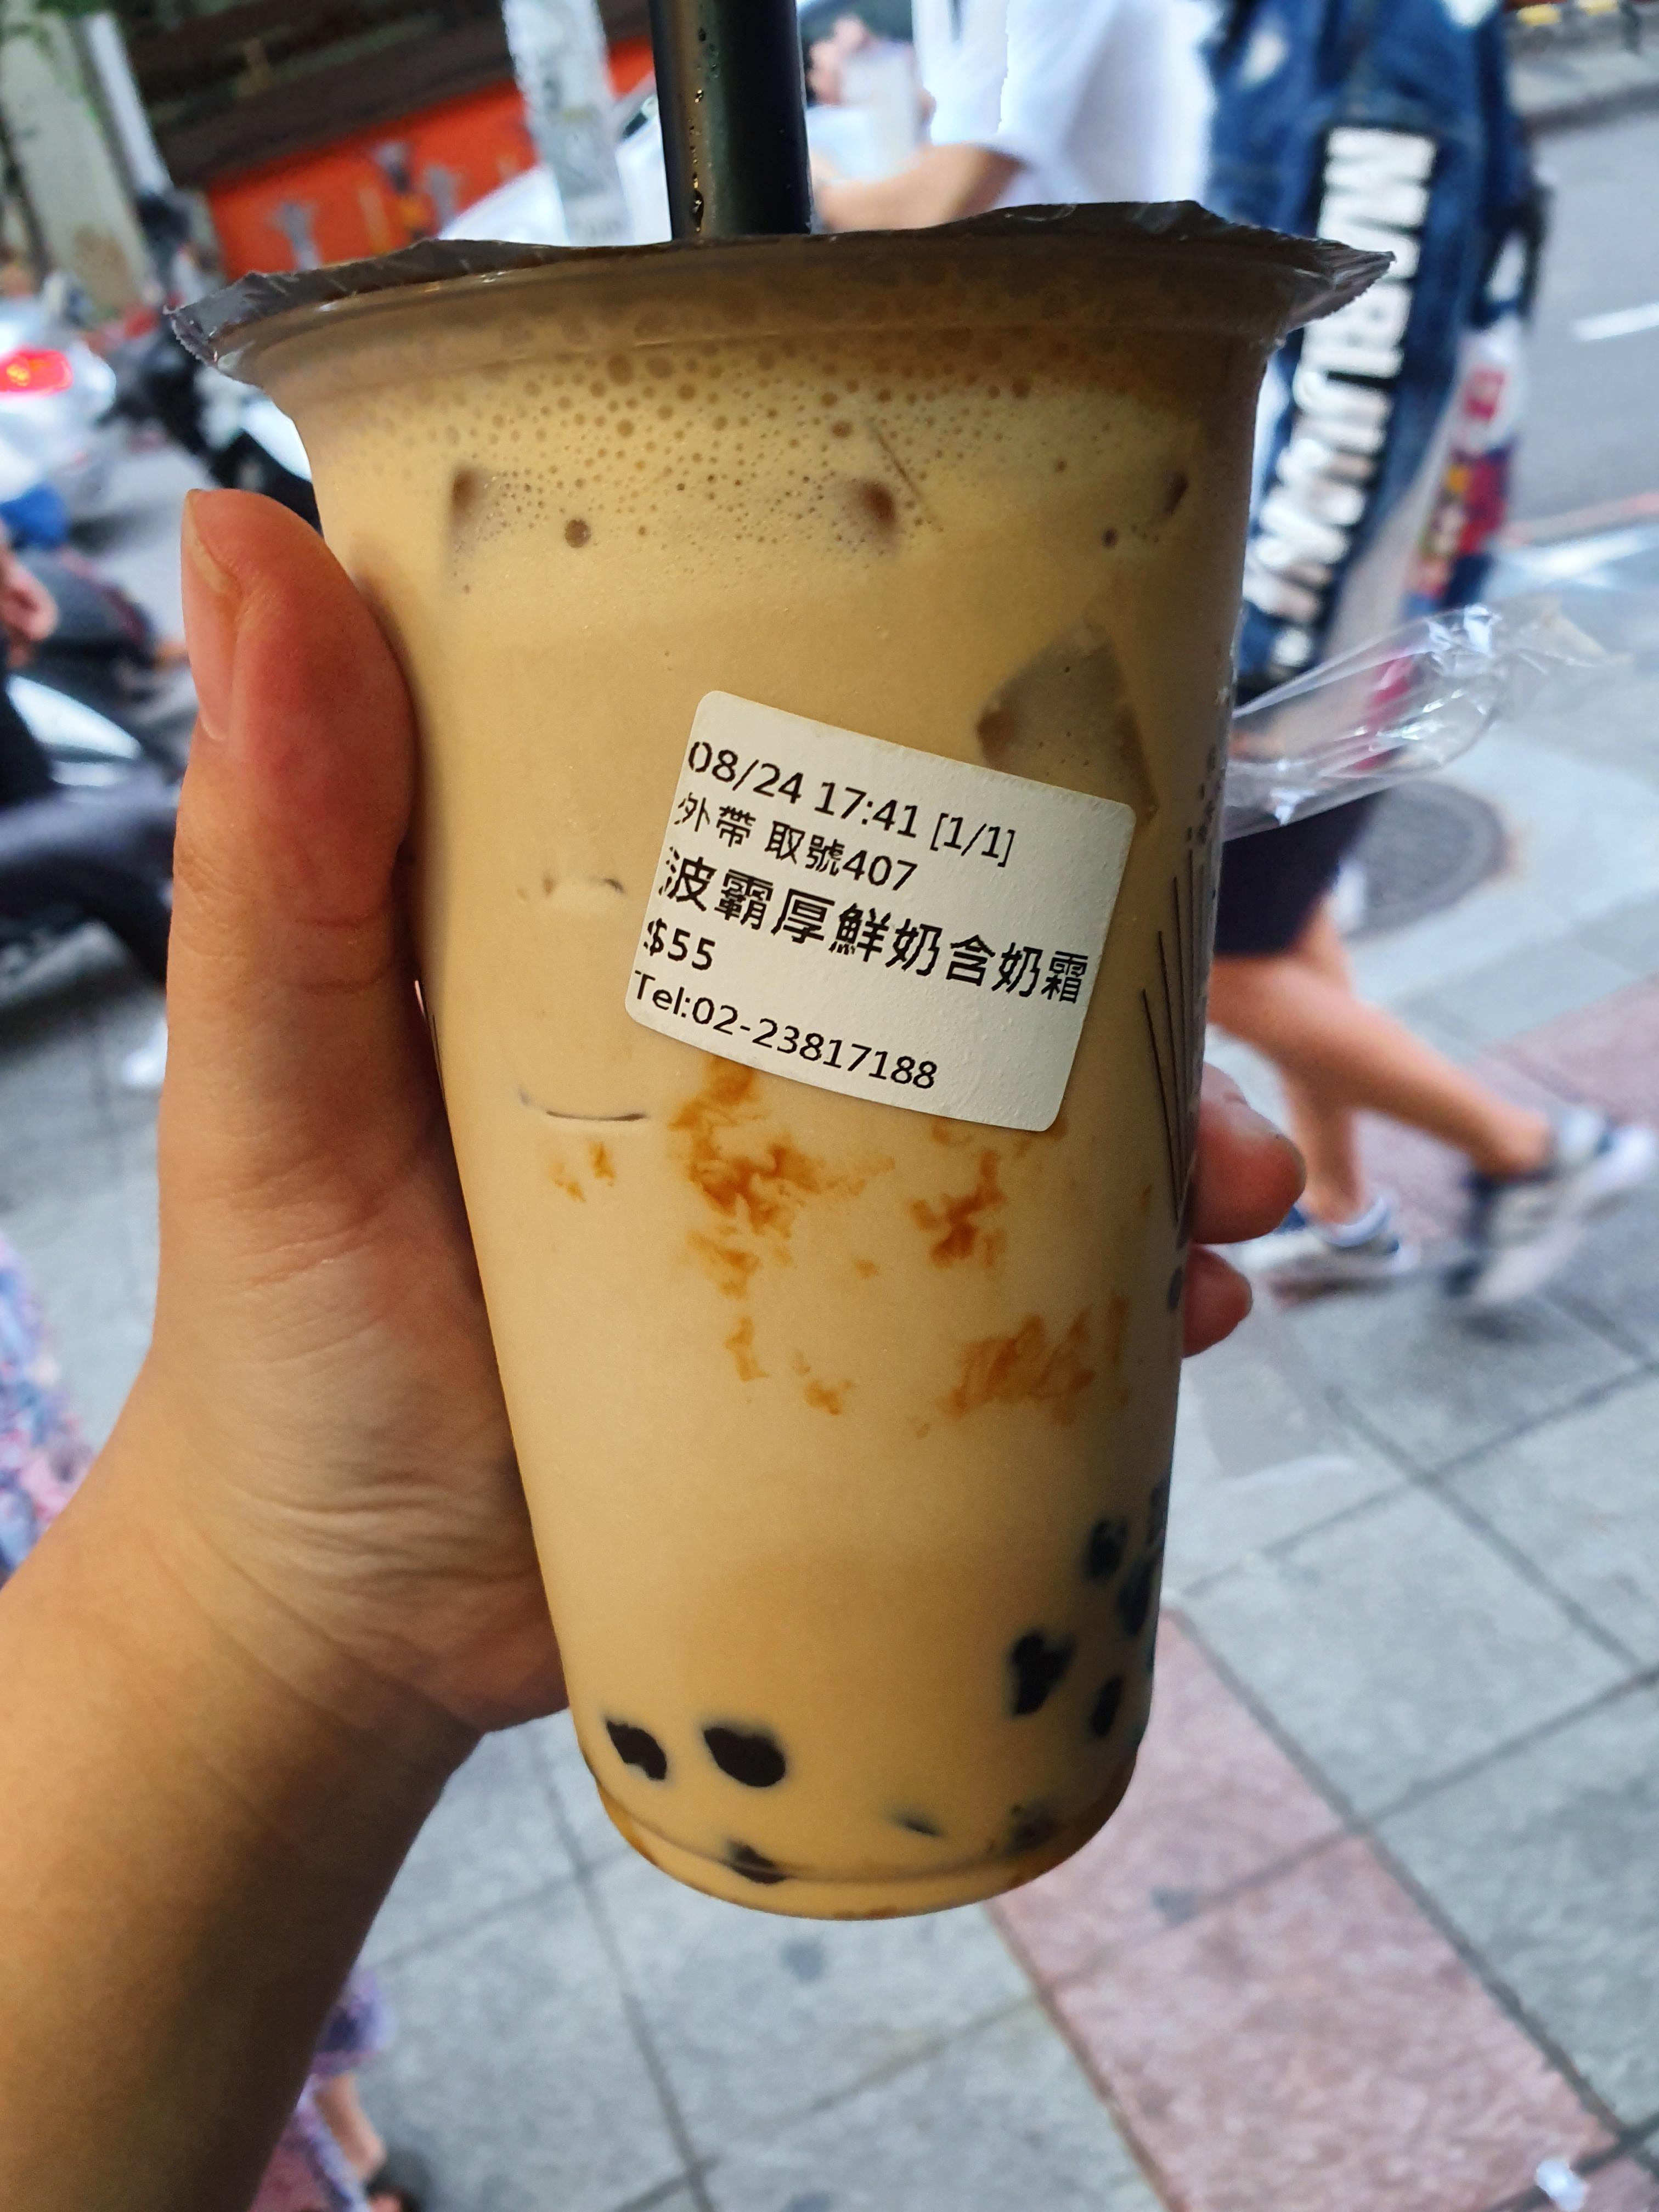 08/24 17:41 [1/1]
外帶 取號407
波霸厚鮮奶含奶霜
$55
Tel:02-23817188